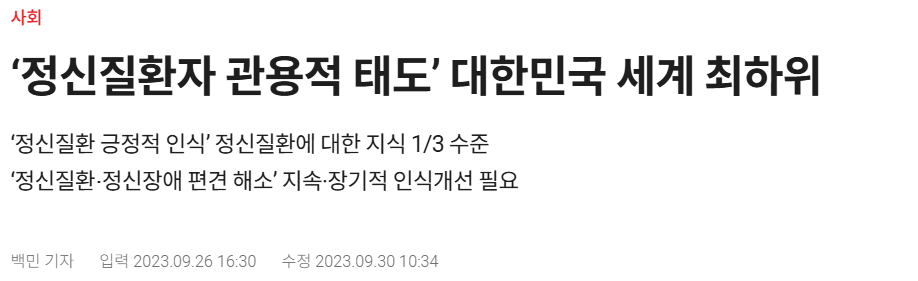 사회
‘정신질환자 관용적 태도’ 대한민국 세계 최하위
‘정신질환 긍정적 인식’ 정신질환에 대한 지식 1/3 수준
‘정신질환·정신장애 편견 해소’ 지속·장기적 인식개선 필요
백민 기자 입력 2023.09.26 16:30 수정 2023.09.30 10:34